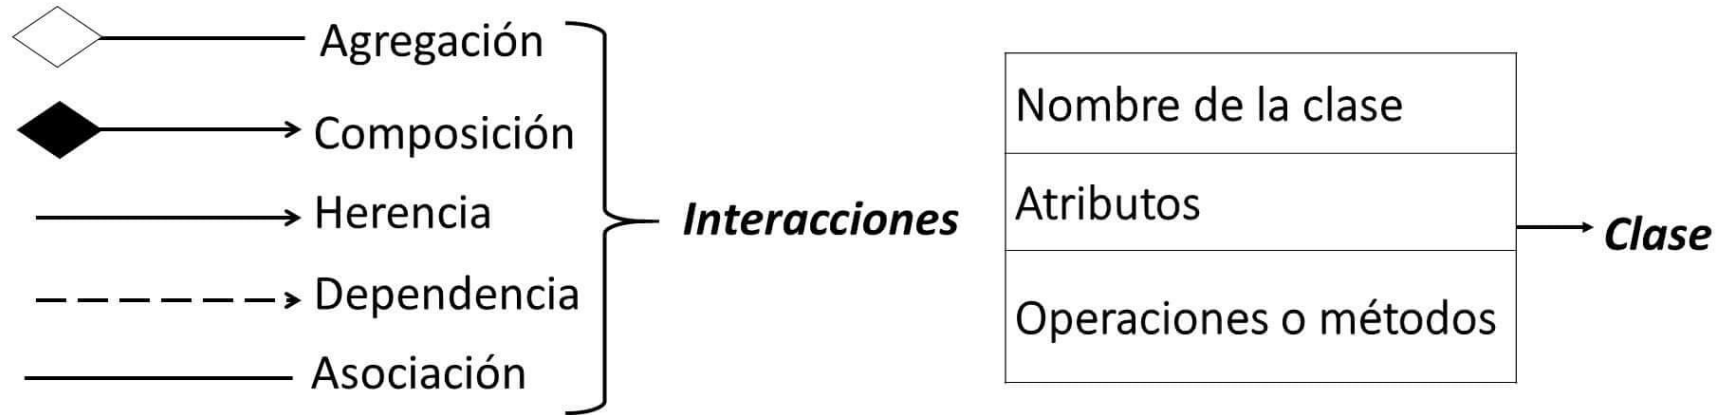 Agregación
Composición
Herencia
Dependencia
Asociación
Interacciones
Nombre de la clase
Atributos
Operaciones o métodos
Clase